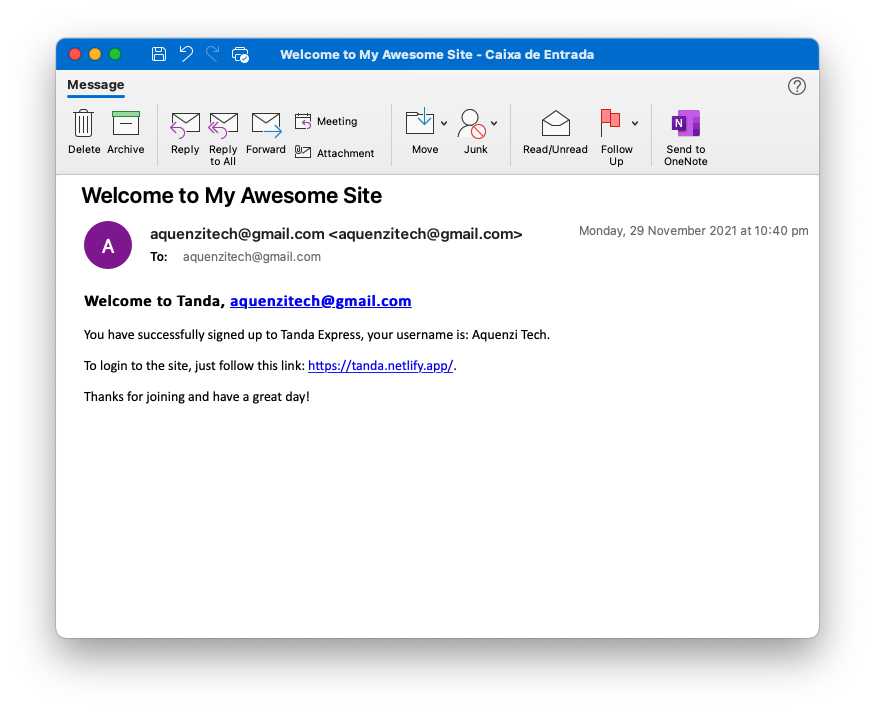 Welcome to My Awesome Site - Caixa de Entrada
Message
?
Delete
Archive
Reply
Reply
to All
Forward
Meeting
Attachment
Move
Junk
Read/Unread
Follow
Up
N
Send to
OneNote
Welcome to My Awesome Site
A
aquenzitech@gmail.com <aquenzitech@gmail.com>
Monday, 29 November 2021 at 10:40 pm
To: aquenzitech@gmail.com
Welcome to Tanda, aquenzitech@gmail.com
You have successfully signed up to Tanda Express, your username is: Aquenzi Tech.
To login to the site, just follow this link: https://tanda.netlify.app/.
Thanks for joining and have a great day!